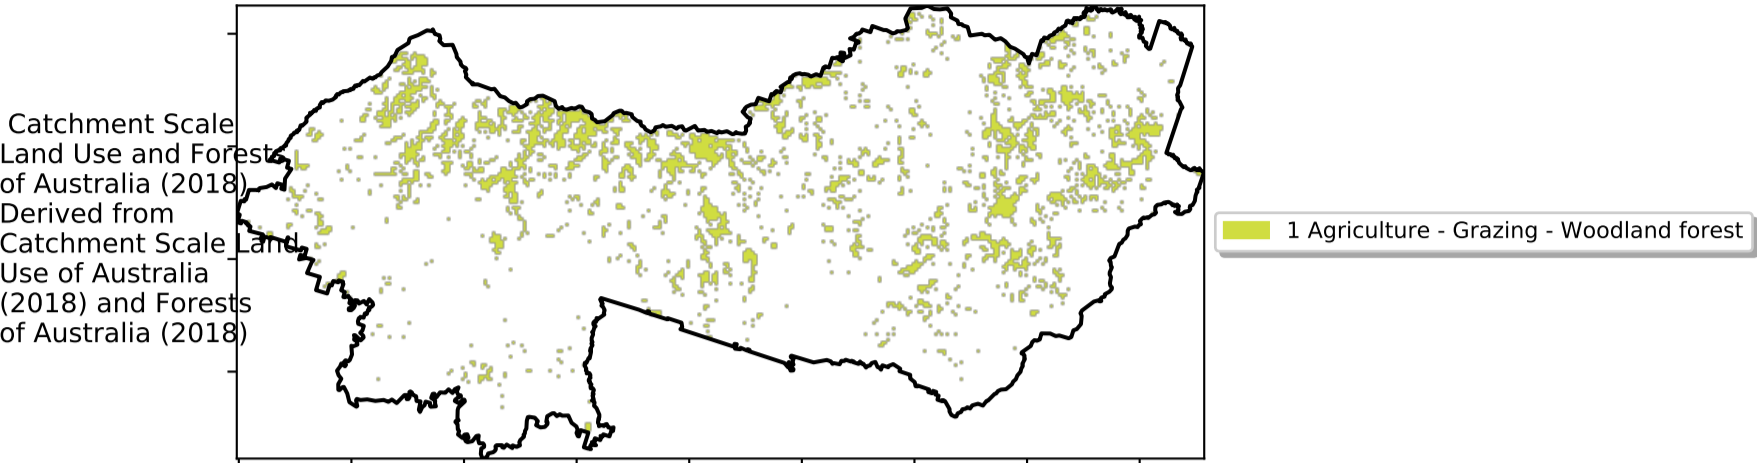 Catchment Scale
Land Use and Forests
of Australia (2018)
Derived from
Catchment Scale Land
Use of Australia
(2018) and Forests
of Australia (2018)
1 Agriculture - Grazing - Woodland forest